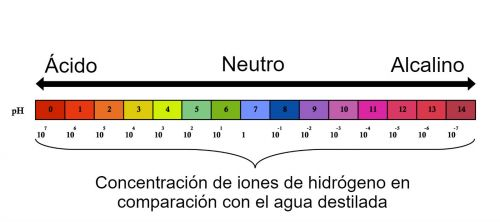 Ácido Neutro Alcalino
pH 0 1 2 3 4 5 6 7 8 9 10 11 12 13 14
10⁷ 10⁶ 10⁵ 10⁴ 10³ 10² 10¹ 1 10⁻¹ 10⁻² 10⁻³ 10⁻⁴ 10⁻⁵ 10⁻⁶ 10⁻⁷
Concentración de iones de hidrógeno en
comparación con el agua destilada